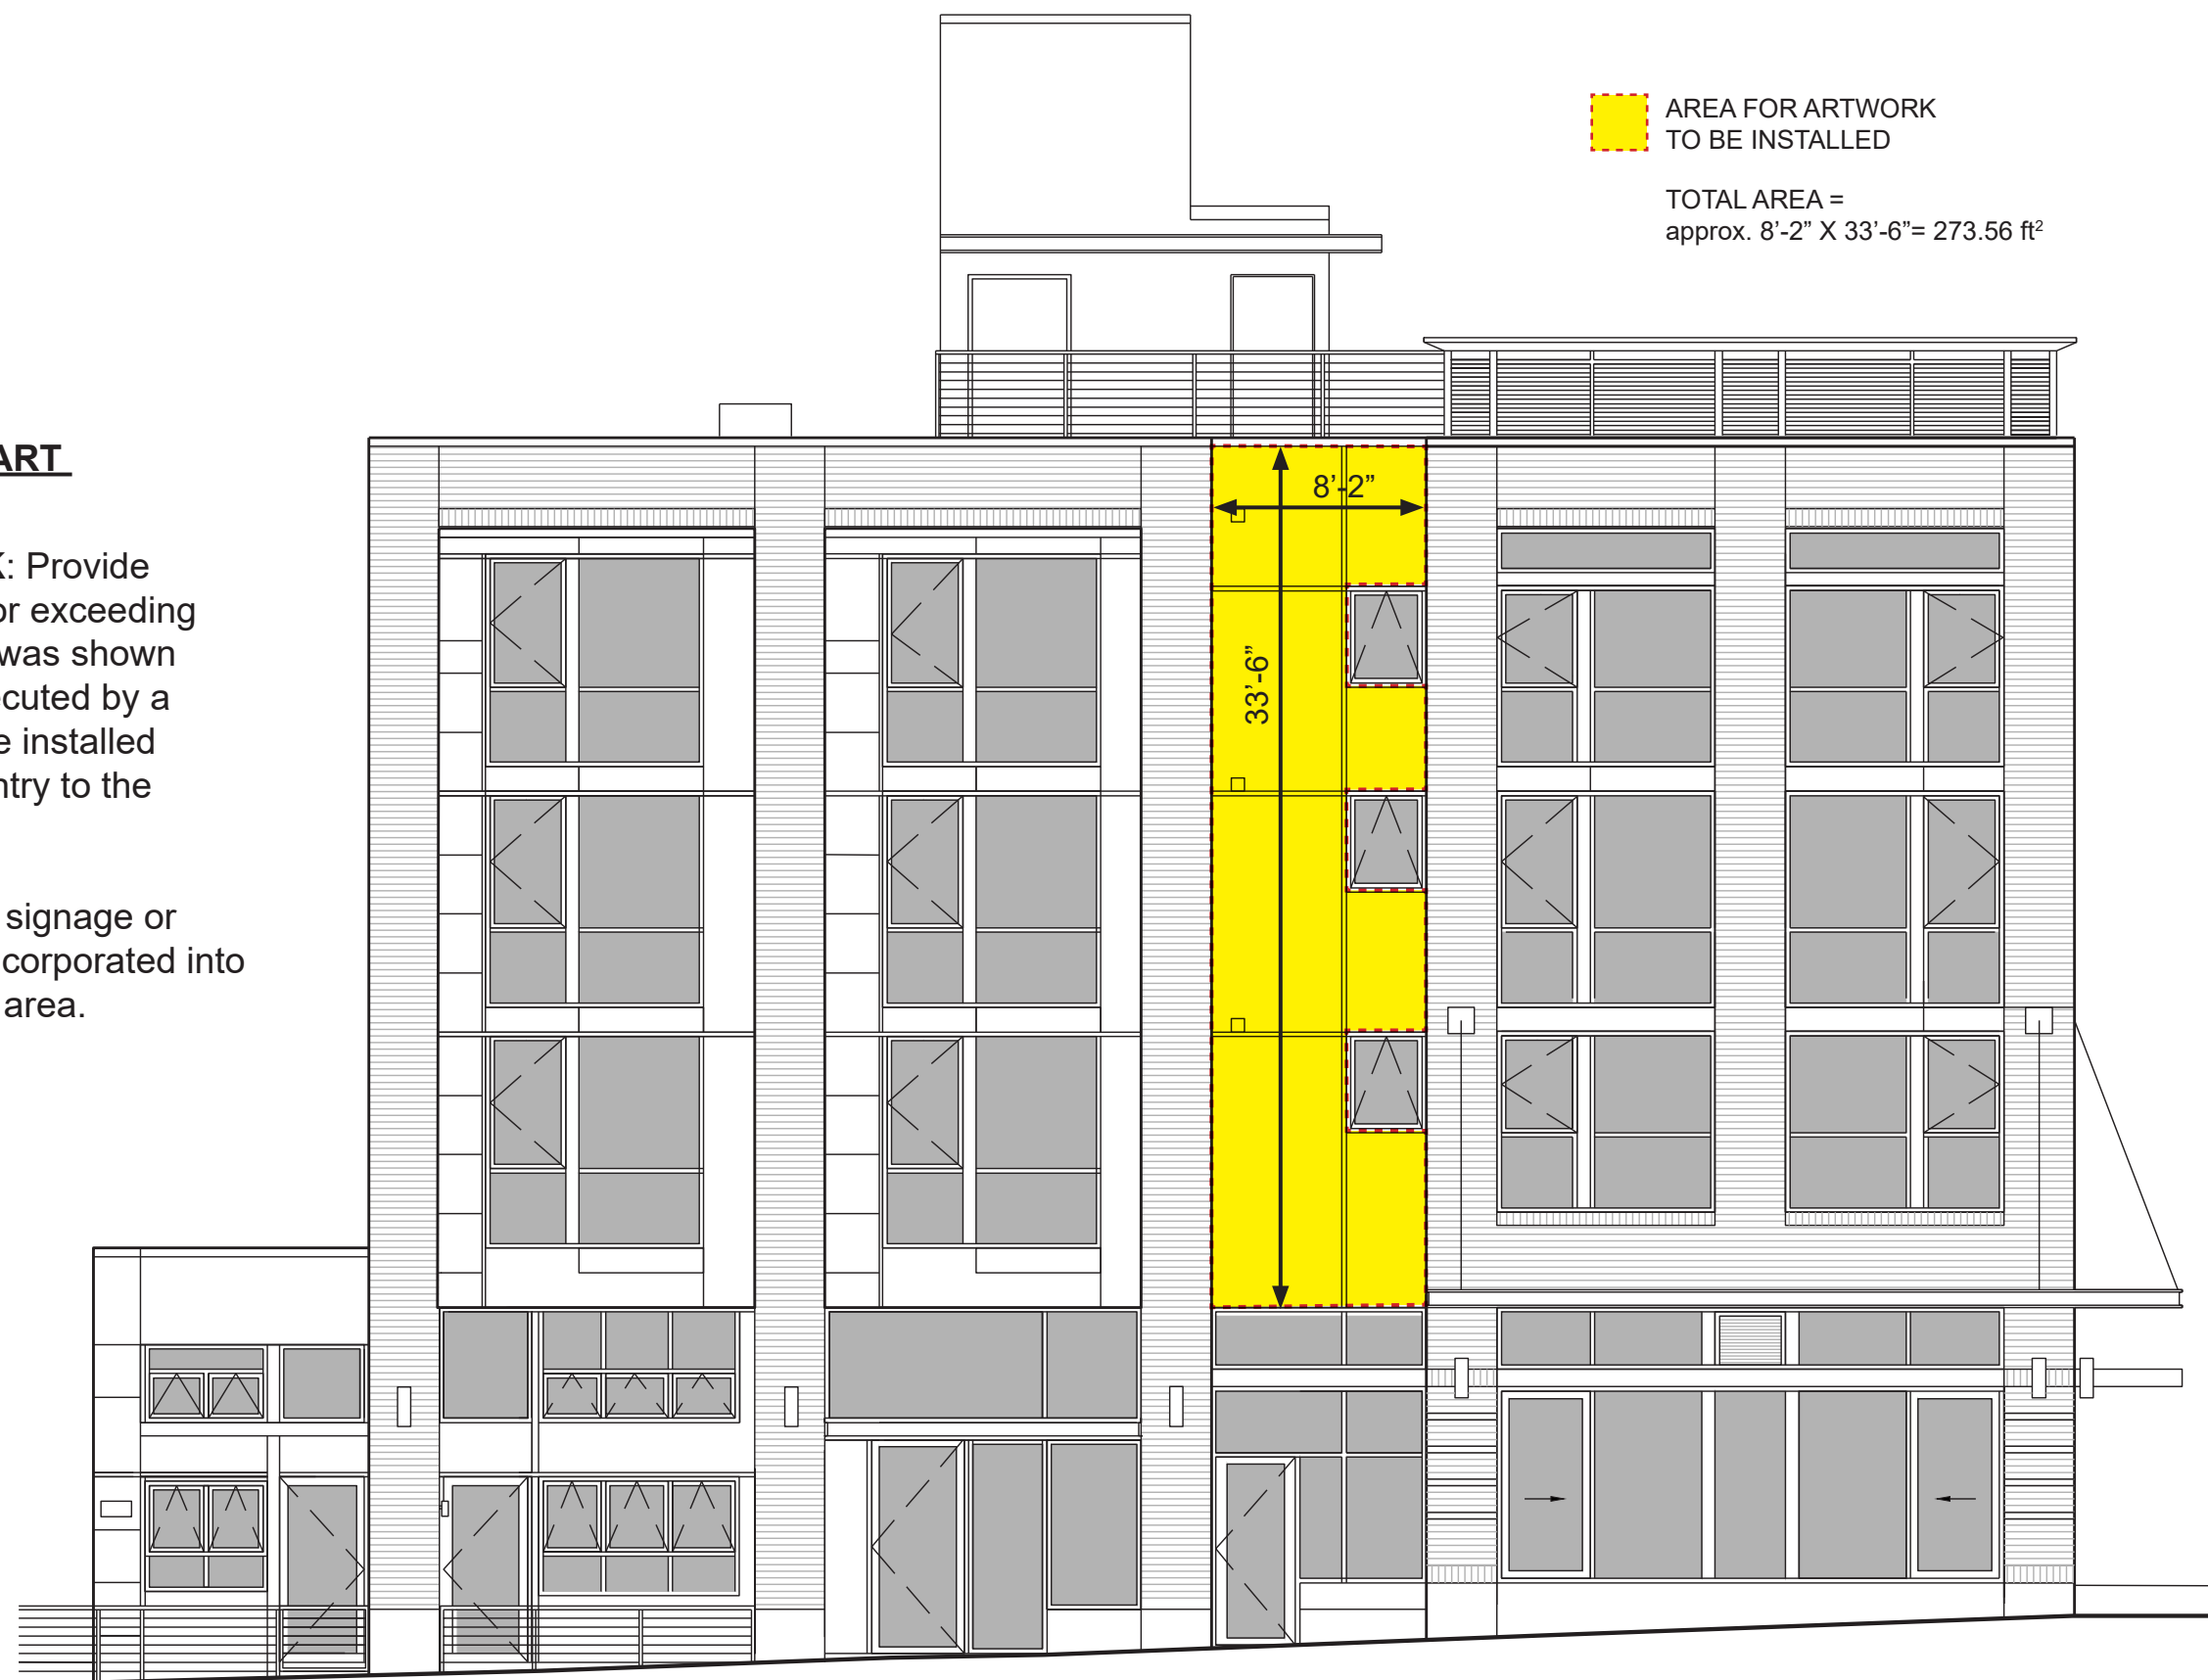 AREA FOR ARTWORK
TO BE INSTALLED
TOTAL AREA =
approx. 8’-2” X 33’-6”= 273.56 ft²
ART
: Provide
or exceeding
was shown
cuted by a
e installed
ntry to the
signage or
corporated into
area.
8’-2”
33’-6”